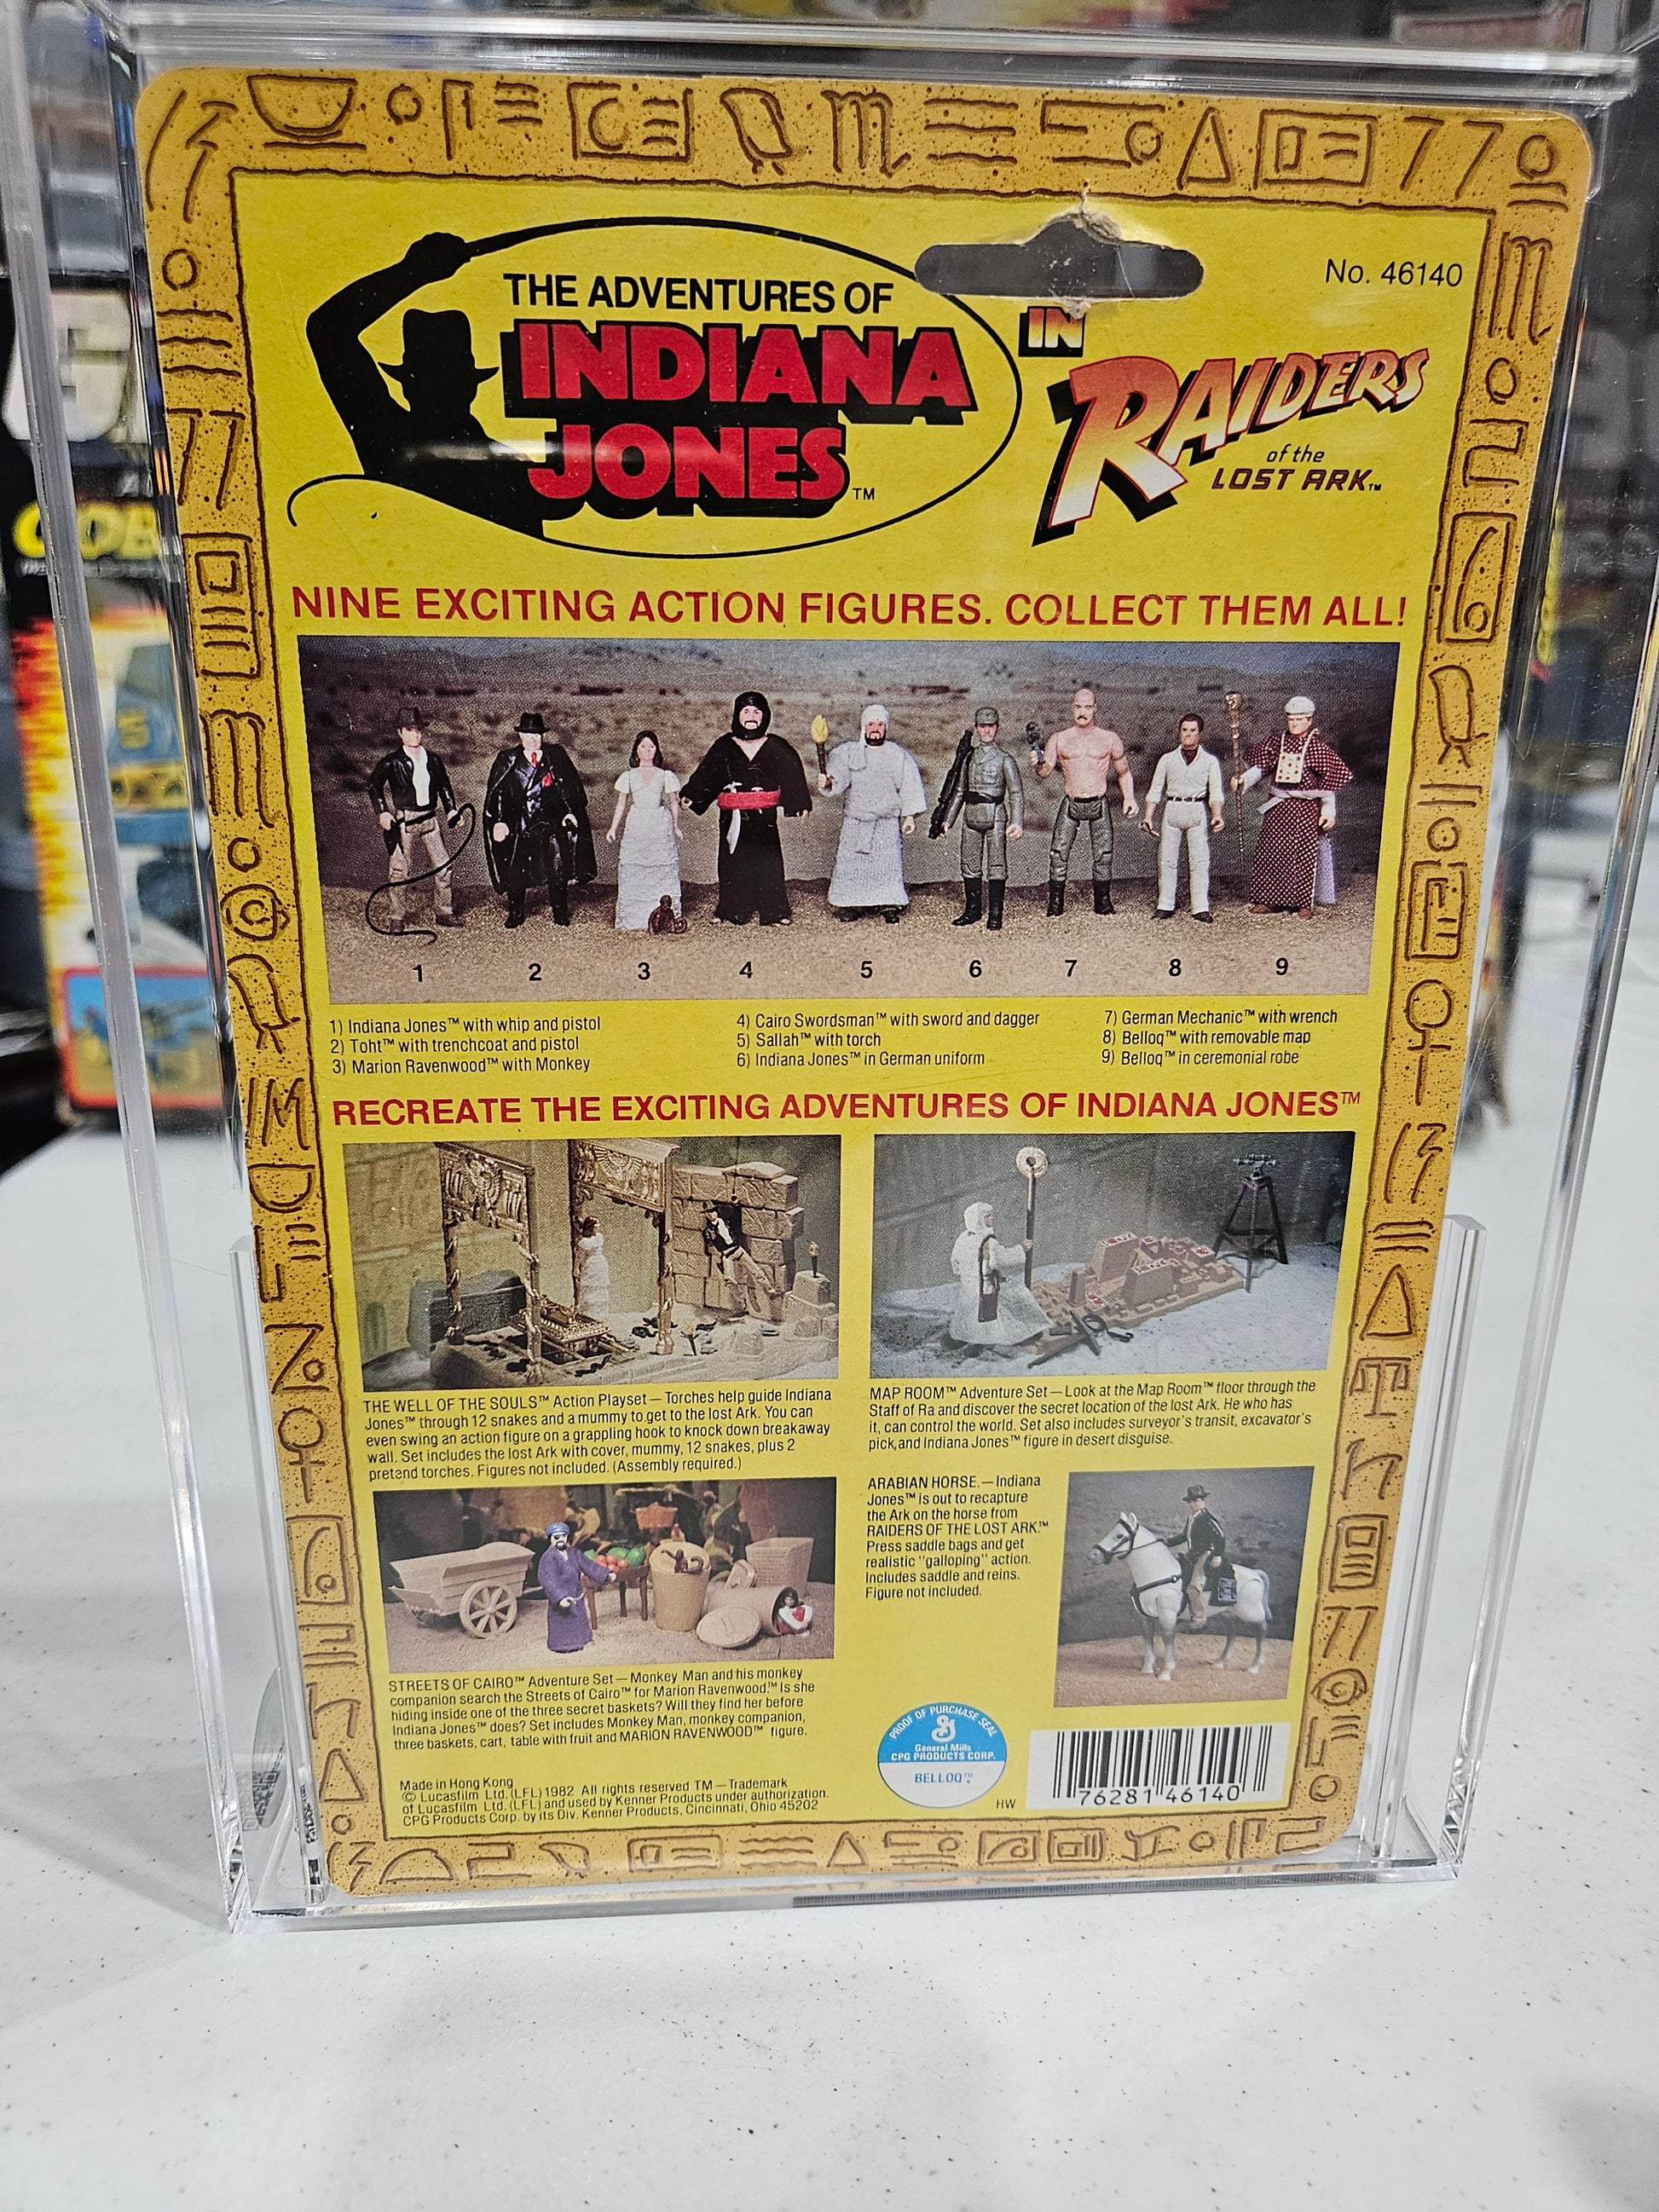 THE ADVENTURES OF
INDIANA
JONES™
IN
RAIDERS
of the
LOST ARK™
No. 46140
NINE EXCITING ACTION FIGURES. COLLECT THEM ALL!
1 2 3 4 5 6 7 8 9
1) Indiana Jones™ with whip and pistol
2) Toht™ with trenchcoat and pistol
3) Marion Ravenwood™ with Monkey
4) Cairo Swordsman™ with sword and dagger
5) Sallah™ with torch
6) Indiana Jones™ in German uniform
7) German Mechanic™ with wrench
8) Belloq™ with removable map
9) Belloq™ in ceremonial robe
RECREATE THE EXCITING ADVENTURES OF INDIANA JONES™
THE WELL OF THE SOULS™ Action Playset—Torches help guide Indiana
Jones™ through 12 snakes and a mummy to get to the lost Ark. You can
even swing an action figure on a grappling hook to knock down breakaway
wall. Set includes the lost Ark with cover, mummy, 12 snakes, plus 2
pretend torches. Figures not included. (Assembly required.)
MAP ROOM™ Adventure Set—Look at the Map Room™ floor through the
Staff of Ra and discover the secret location of the lost Ark. He who has
it, can control the world. Set also includes surveyor's transit, excavator's
pick, and Indiana Jones™ figure in desert disguise.
ARABIAN HORSE.—Indiana
Jones™ is out to recapture
the Ark on the horse from
RAIDERS OF THE LOST ARK™.
Press saddle bags and get
realistic "galloping" action.
Includes saddle and reins.
Figure not included.
STREETS OF CAIRO™ Adventure Set—Monkey Man and his monkey
companion search the Streets of Cairo™ for Marion Ravenwood™. Is she
hiding inside one of the three secret baskets? Will they find her before
Indiana Jones™ does? Set includes Monkey Man, monkey companion,
three baskets, cart, table with fruit and MARION RAVENWOOD™ figure.
Made in Hong Kong
© Lucasfilm Ltd. (LFL) 1982 All rights reserved TM—Trademark
of Lucasfilm Ltd. (LFL) and used by Kenner Products under authorization.
CPG Products Corp. by its Div. Kenner Products, Cincinnati, Ohio 45202
PROOF OF PURCHASE SEAL
G
General Mills
CPG PRODUCTS CORP.
BELLOQ™
HW
76281 46140